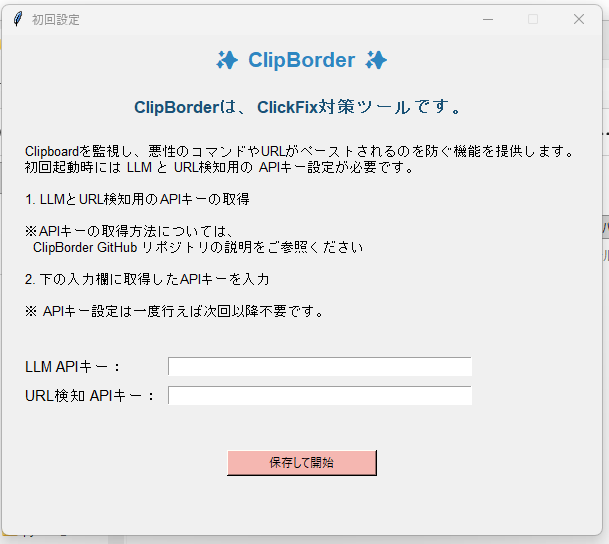 初回設定
ClipBorder
ClipBorderは、ClickFix対策ツールです。
Clipboardを監視し、悪性のコマンドやURLがペーストされるのを防ぐ機能を提供します。
初回起動時には LLM と URL検知用の APIキー設定が必要です。
1. LLMとURL検知用のAPIキーの取得
※APIキーの取得方法については、
ClipBorder GitHub リポジトリの説明をご参照ください
2. 下の入力欄に取得したAPIキーを入力
※ APIキー設定は一度行えば次回以降不要です。
LLM APIキー：
URL検知 APIキー：
保存して開始